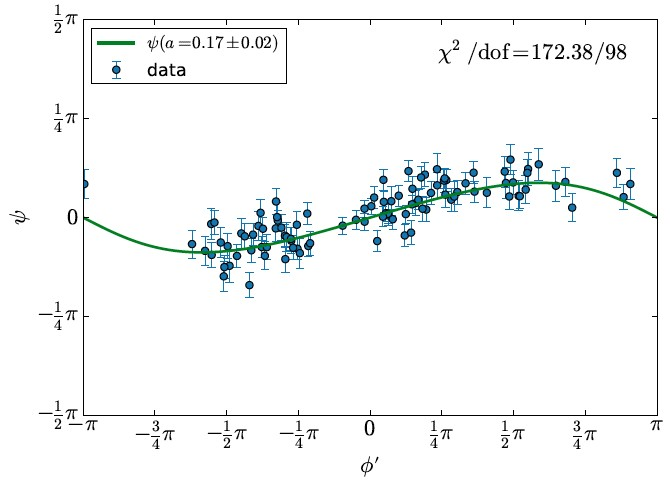 ½π
ψ(a=0.17±0.02)
data
χ² /dof=172.38/98
¼π
ψ
0
−¼π
−½π
−π −¾π −½π −¼π 0 ¼π ½π ¾π π
ϕ′